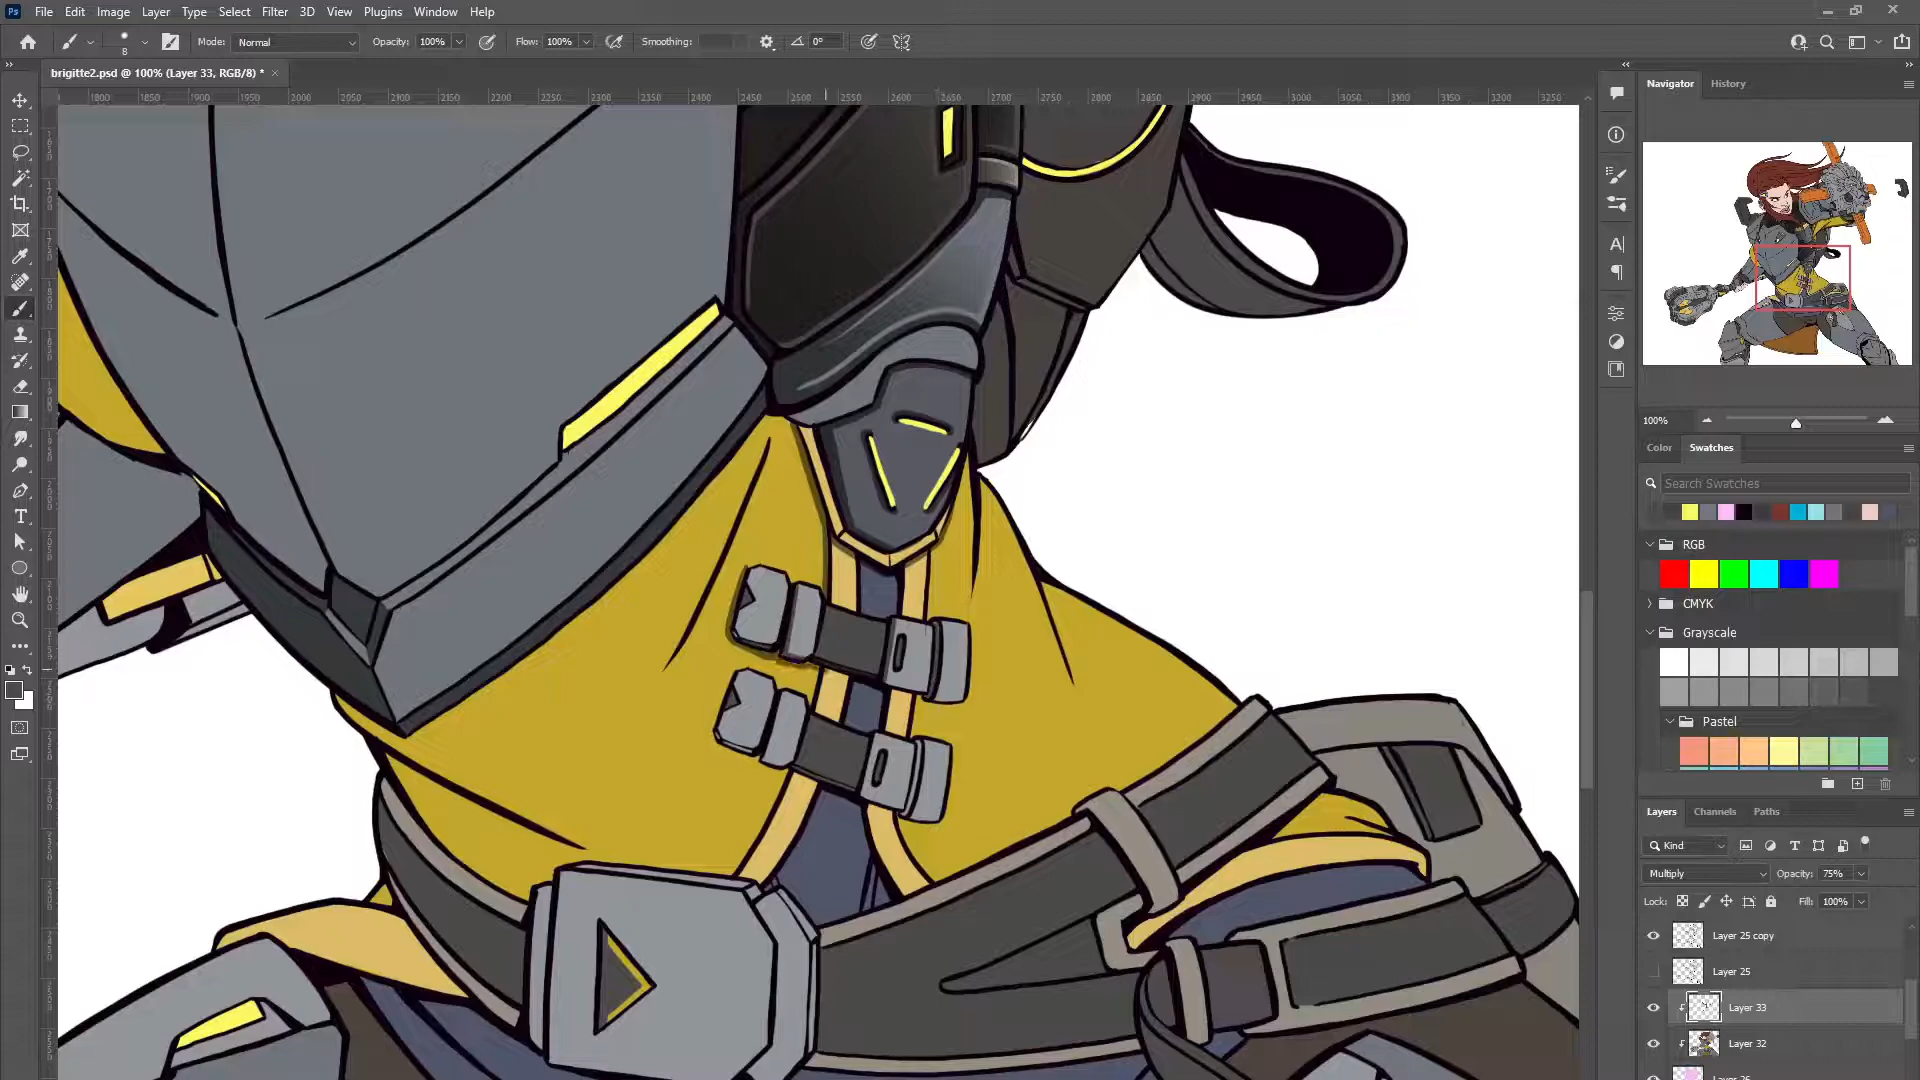 Ps File Edit Image Layer Type Select Filter 3D View Plugins Window Help
8 Mode: Normal Opacity: 100% Flow: 100% Smoothing: 0°
brigitte2.psd @ 100% (Layer 33, RGB/8) * ×
1800 1850 1900 1950 2000 2050 2100 2150 2200 2250 2300 2350 2400 2450 2500 2550 2600 2650 2700 2750 2800 2850 2900 2950 3000 3050 3100 3150 3200 3250
Navigator History
100%
Color Swatches
Search Swatches
RGB
CMYK
Grayscale
Pastel
Layers Channels Paths
Kind
Multiply Opacity: 75%
Lock: Fill: 100%
Layer 25 copy
Layer 25
Layer 33
Layer 32